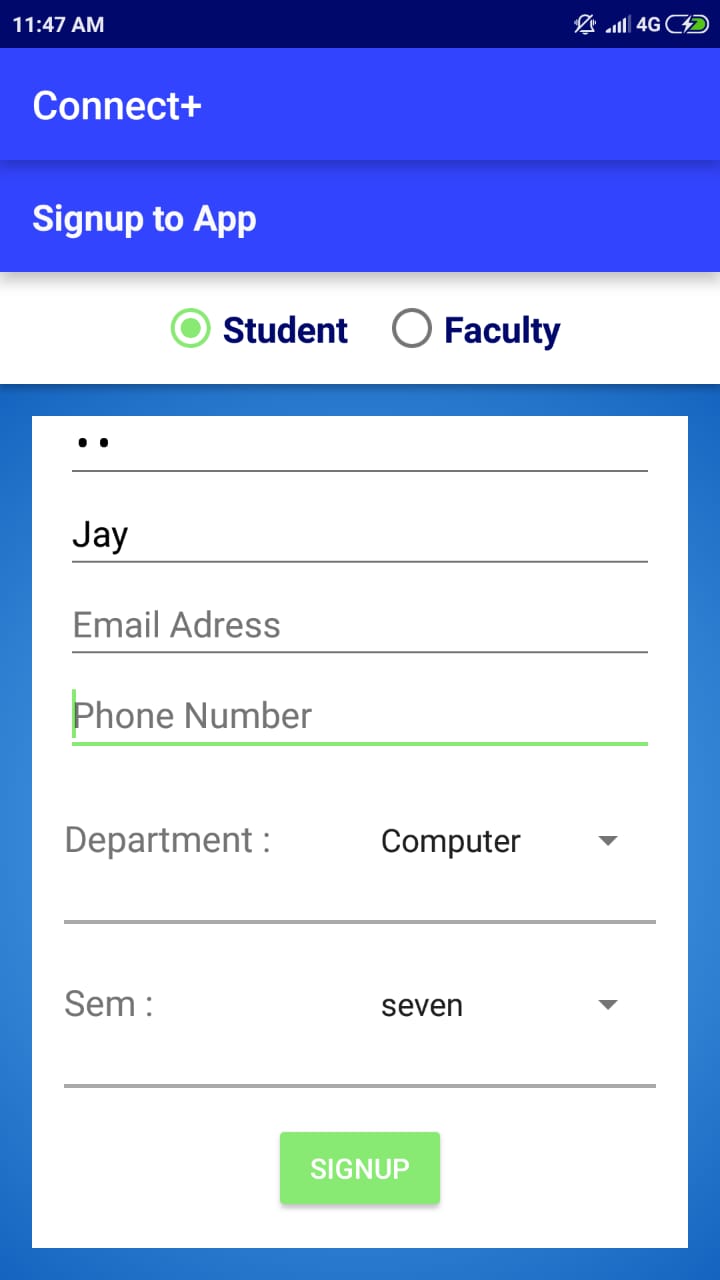 11:47 AM 4G
Connect+
Signup to App
Student Faculty
••
Jay
Email Adress
Phone Number
Department : Computer
Sem : seven
SIGNUP